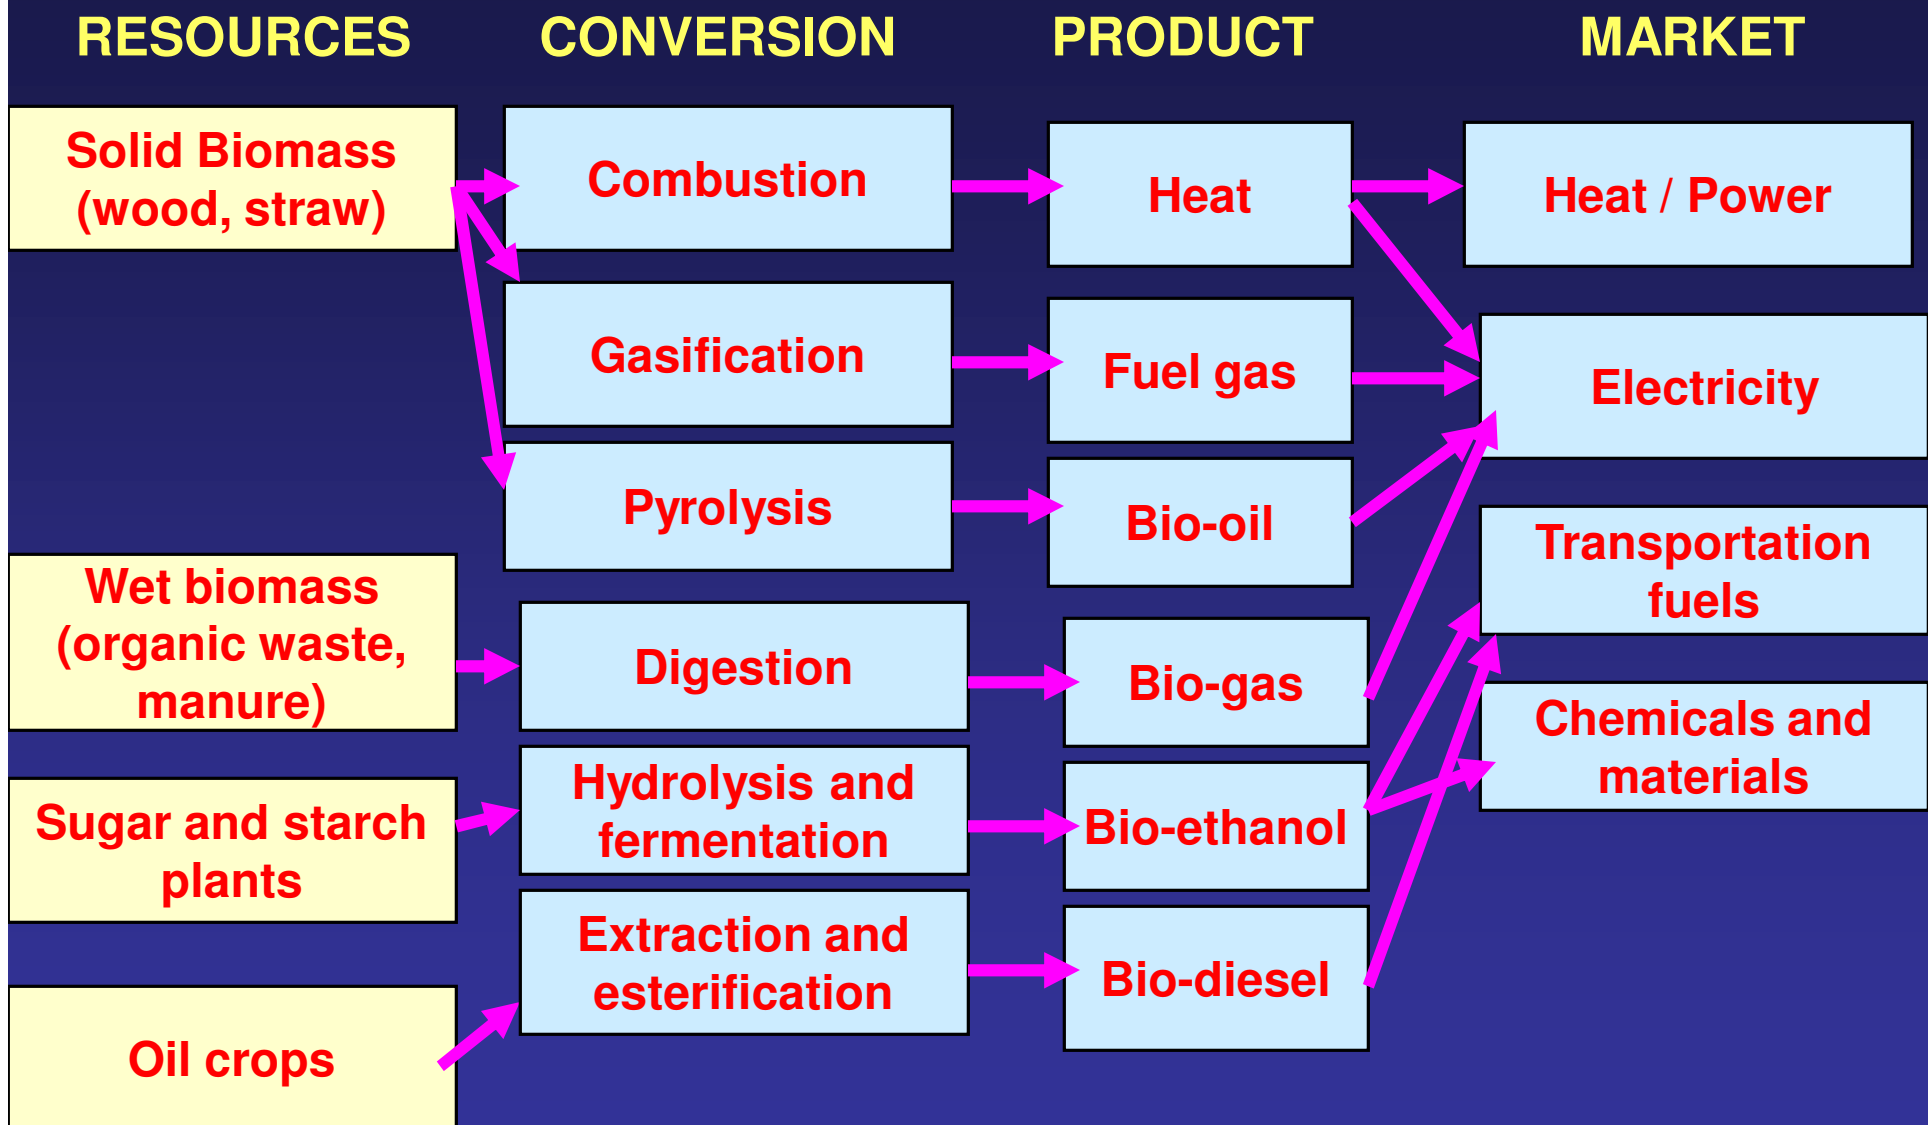 RESOURCES CONVERSION PRODUCT MARKET
Solid Biomass
(wood, straw)
Combustion
Heat
Heat / Power
Gasification
Fuel gas
Electricity
Pyrolysis
Bio-oil
Transportation
fuels
Wet biomass
(organic waste,
manure)
Digestion
Bio-gas
Chemicals and
materials
Sugar and starch
plants
Hydrolysis and
fermentation
Bio-ethanol
Extraction and
esterification
Bio-diesel
Oil crops